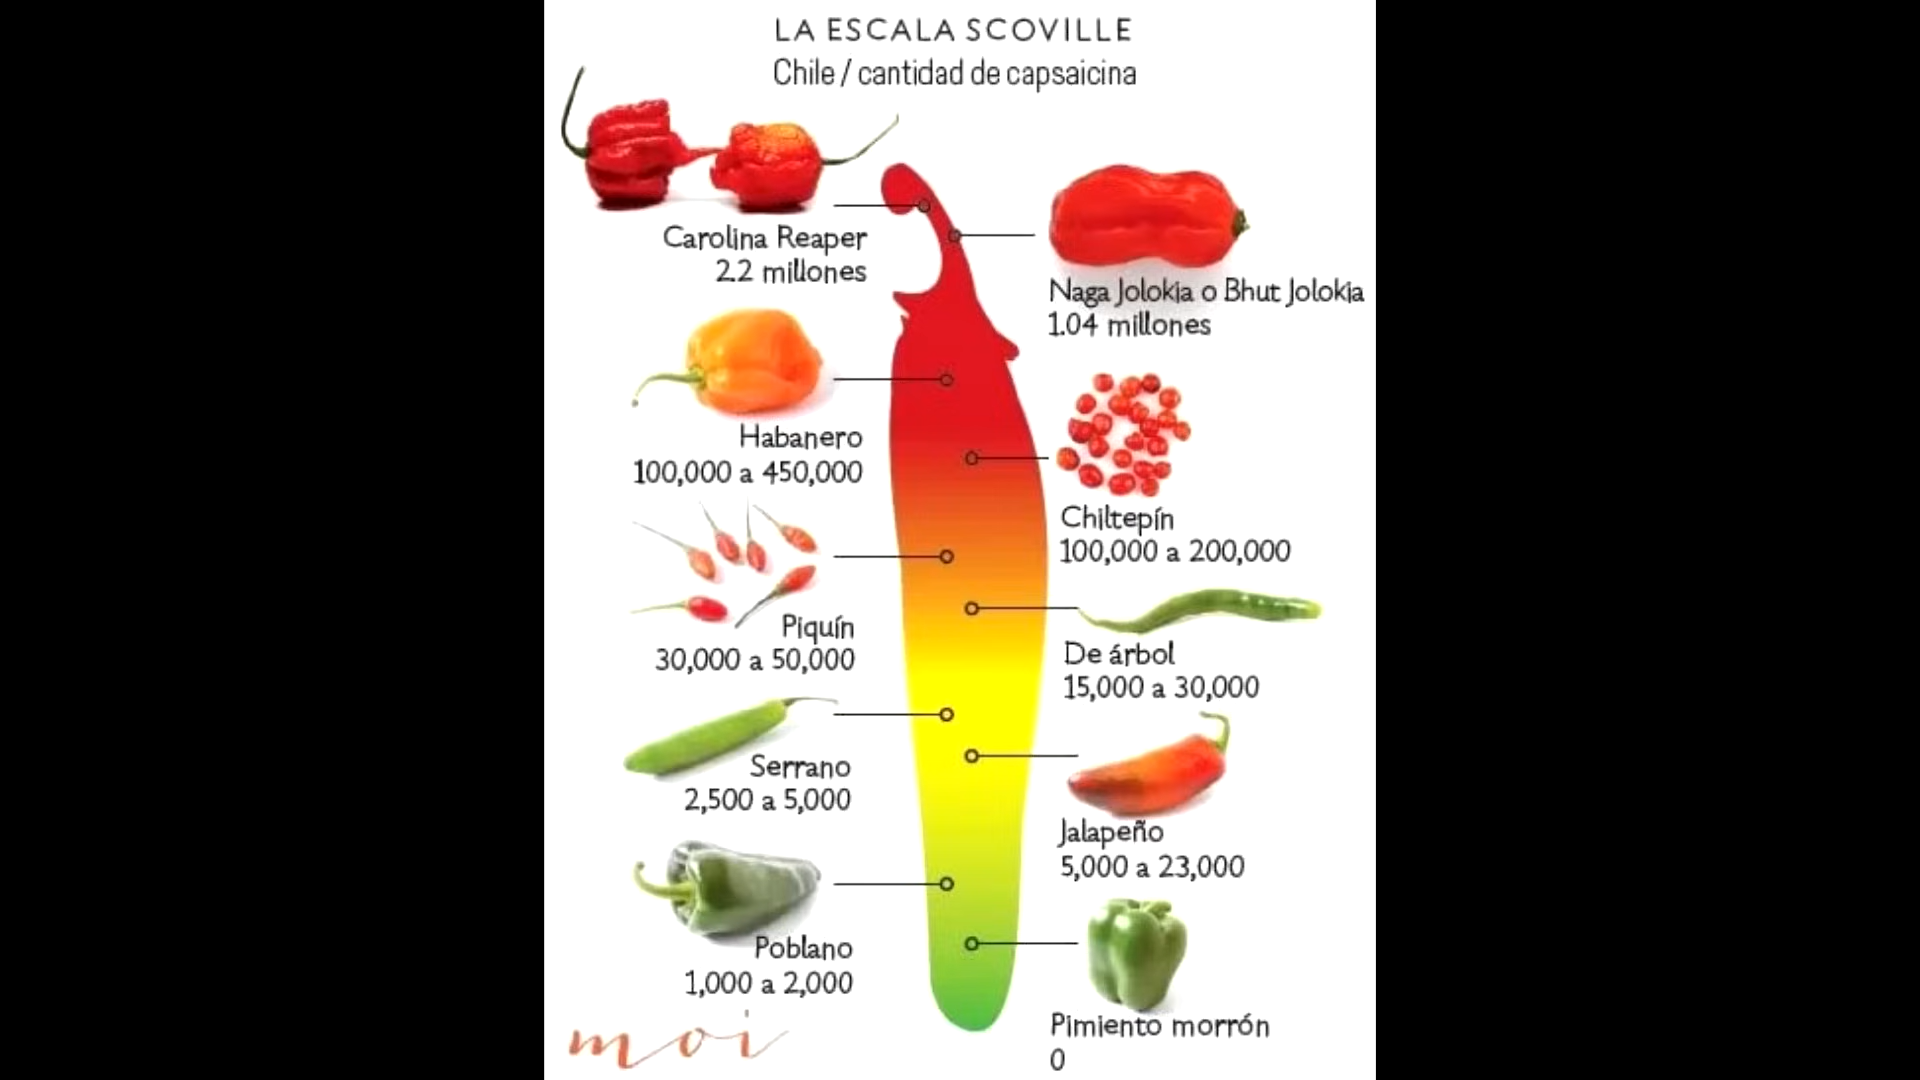 LA ESCALA SCOVILLE
Chile / cantidad de capsaicina
Carolina Reaper
2.2 millones
Naga Jolokia o Bhut Jolokia
1.04 millones
Habanero
100,000 a 450,000
Chiltepín
100,000 a 200,000
Piquín
30,000 a 50,000
De árbol
15,000 a 30,000
Serrano
2,500 a 5,000
Jalapeño
5,000 a 23,000
Poblano
1,000 a 2,000
Pimiento morrón
0
moi